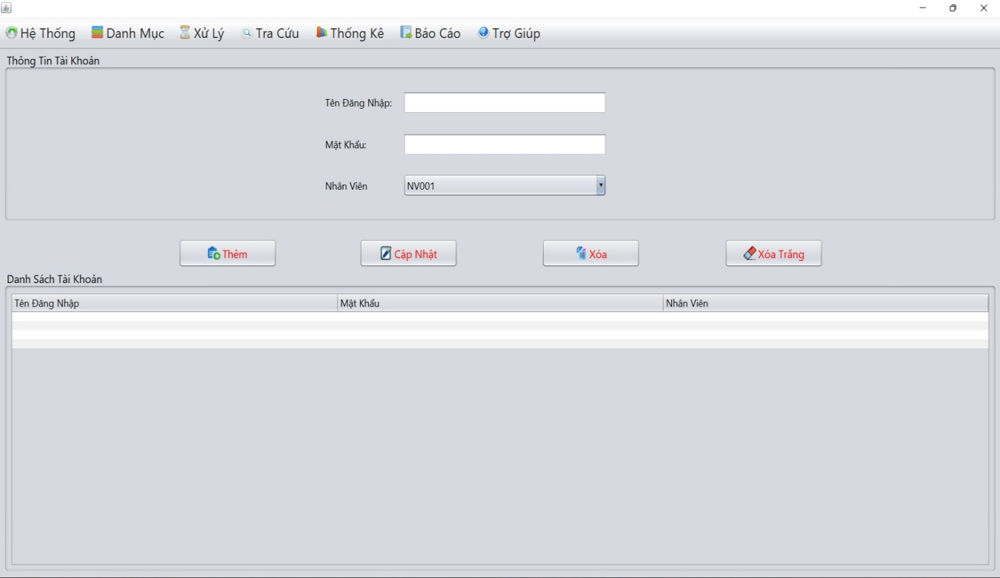 Hệ Thống Danh Mục Xử Lý Tra Cứu Thống Kê Báo Cáo Trợ Giúp
Thông Tin Tài Khoản
Tên Đăng Nhập:
Mật Khẩu:
Nhân Viên NV001
Thêm Cập Nhật Xóa Xóa Trắng
Danh Sách Tài Khoản
Tên Đăng Nhập Mật Khẩu Nhân Viên